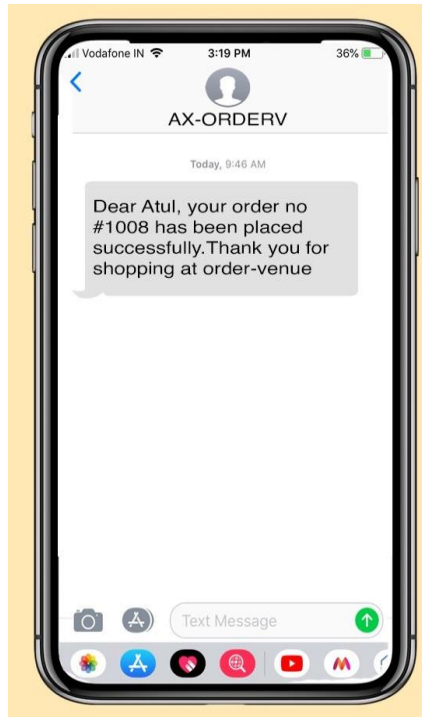 Vodafone IN 3:19 PM 36%
AX-ORDERV
Today, 9:46 AM
Dear Atul, your order no
#1008 has been placed
successfully.Thank you for
shopping at order-venue
Text Message